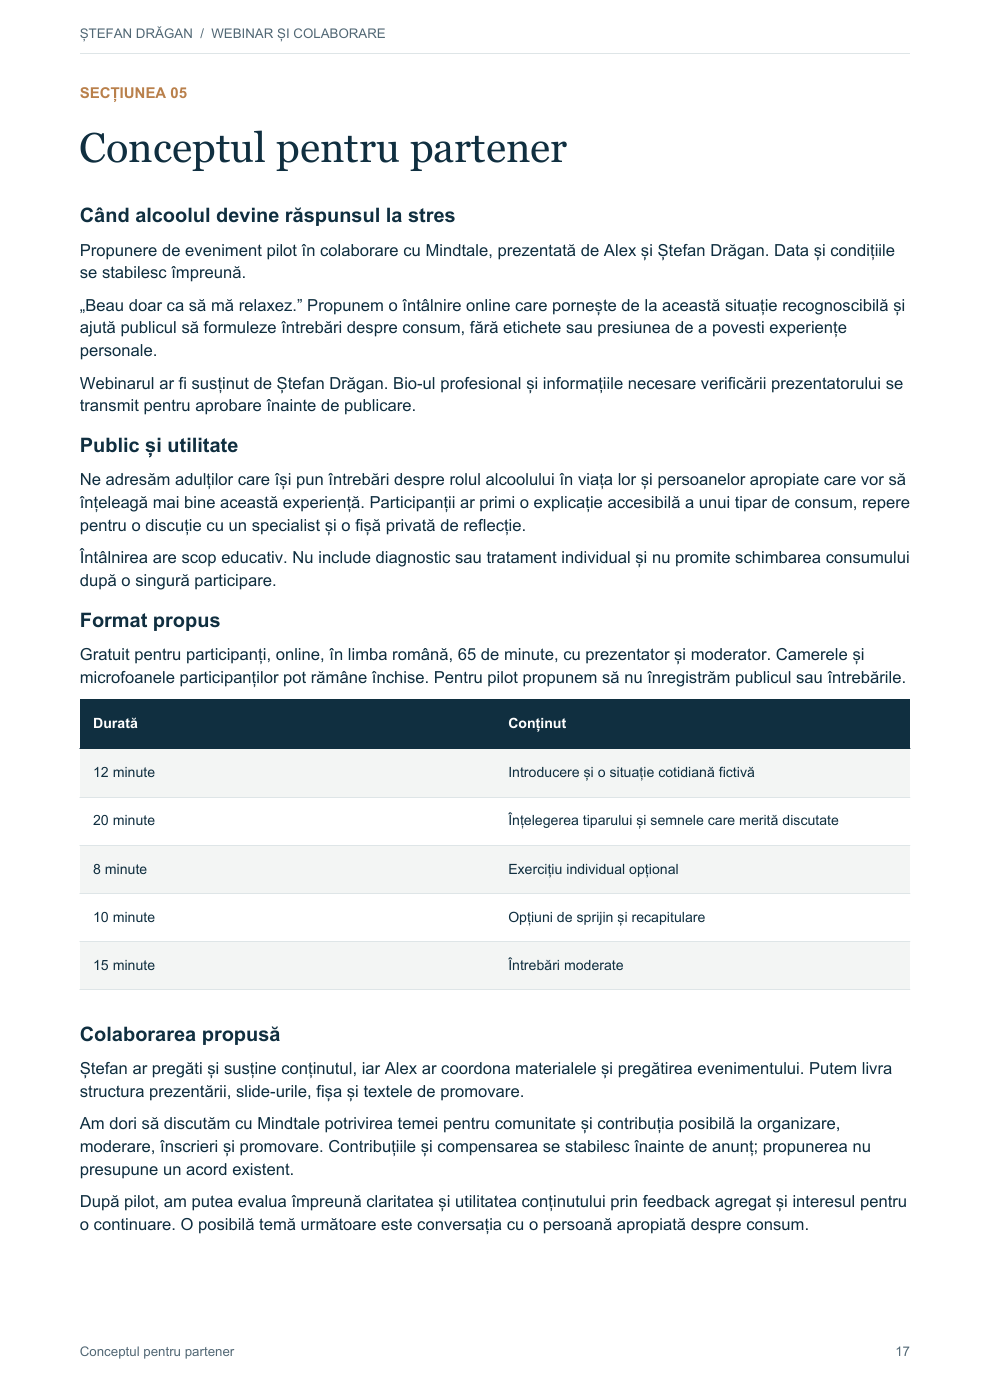 ȘTEFAN DRĂGAN / WEBINAR ȘI COLABORARE
SECȚIUNEA 05
Conceptul pentru partener
Când alcoolul devine răspunsul la stres
Propunere de eveniment pilot în colaborare cu Mindtale, prezentată de Alex și Ștefan Drăgan. Data și condițiile
se stabilesc împreună.
„Beau doar ca să mă relaxez.” Propunem o întâlnire online care pornește de la această situație recognoscibilă și
ajută publicul să formuleze întrebări despre consum, fără etichete sau presiunea de a povesti experiențe
personale.
Webinarul ar fi susținut de Ștefan Drăgan. Bio-ul profesional și informațiile necesare verificării prezentatorului se
transmit pentru aprobare înainte de publicare.
Public și utilitate
Ne adresăm adulților care își pun întrebări despre rolul alcoolului în viața lor și persoanelor apropiate care vor să
înțeleagă mai bine această experiență. Participanții ar primi o explicație accesibilă a unui tipar de consum, repere
pentru o discuție cu un specialist și o fișă privată de reflecție.
Întâlnirea are scop educativ. Nu include diagnostic sau tratament individual și nu promite schimbarea consumului
după o singură participare.
Format propus
Gratuit pentru participanți, online, în limba română, 65 de minute, cu prezentator și moderator. Camerele și
microfoanele participanților pot rămâne închise. Pentru pilot propunem să nu înregistrăm publicul sau întrebările.
Durată Conținut
12 minute Introducere și o situație cotidiană fictivă
20 minute Înțelegerea tiparului și semnele care merită discutate
8 minute Exercițiu individual opțional
10 minute Opțiuni de sprijin și recapitulare
15 minute Întrebări moderate
Colaborarea propusă
Ștefan ar pregăti și susține conținutul, iar Alex ar coordona materialele și pregătirea evenimentului. Putem livra
structura prezentării, slide-urile, fișa și textele de promovare.
Am dori să discutăm cu Mindtale potrivirea temei pentru comunitate și contribuția posibilă la organizare,
moderare, înscrieri și promovare. Contribuțiile și compensarea se stabilesc înainte de anunț; propunerea nu
presupune un acord existent.
După pilot, am putea evalua împreună claritatea și utilitatea conținutului prin feedback agregat și interesul pentru
o continuare. O posibilă temă următoare este conversația cu o persoană apropiată despre consum.
Conceptul pentru partener 17